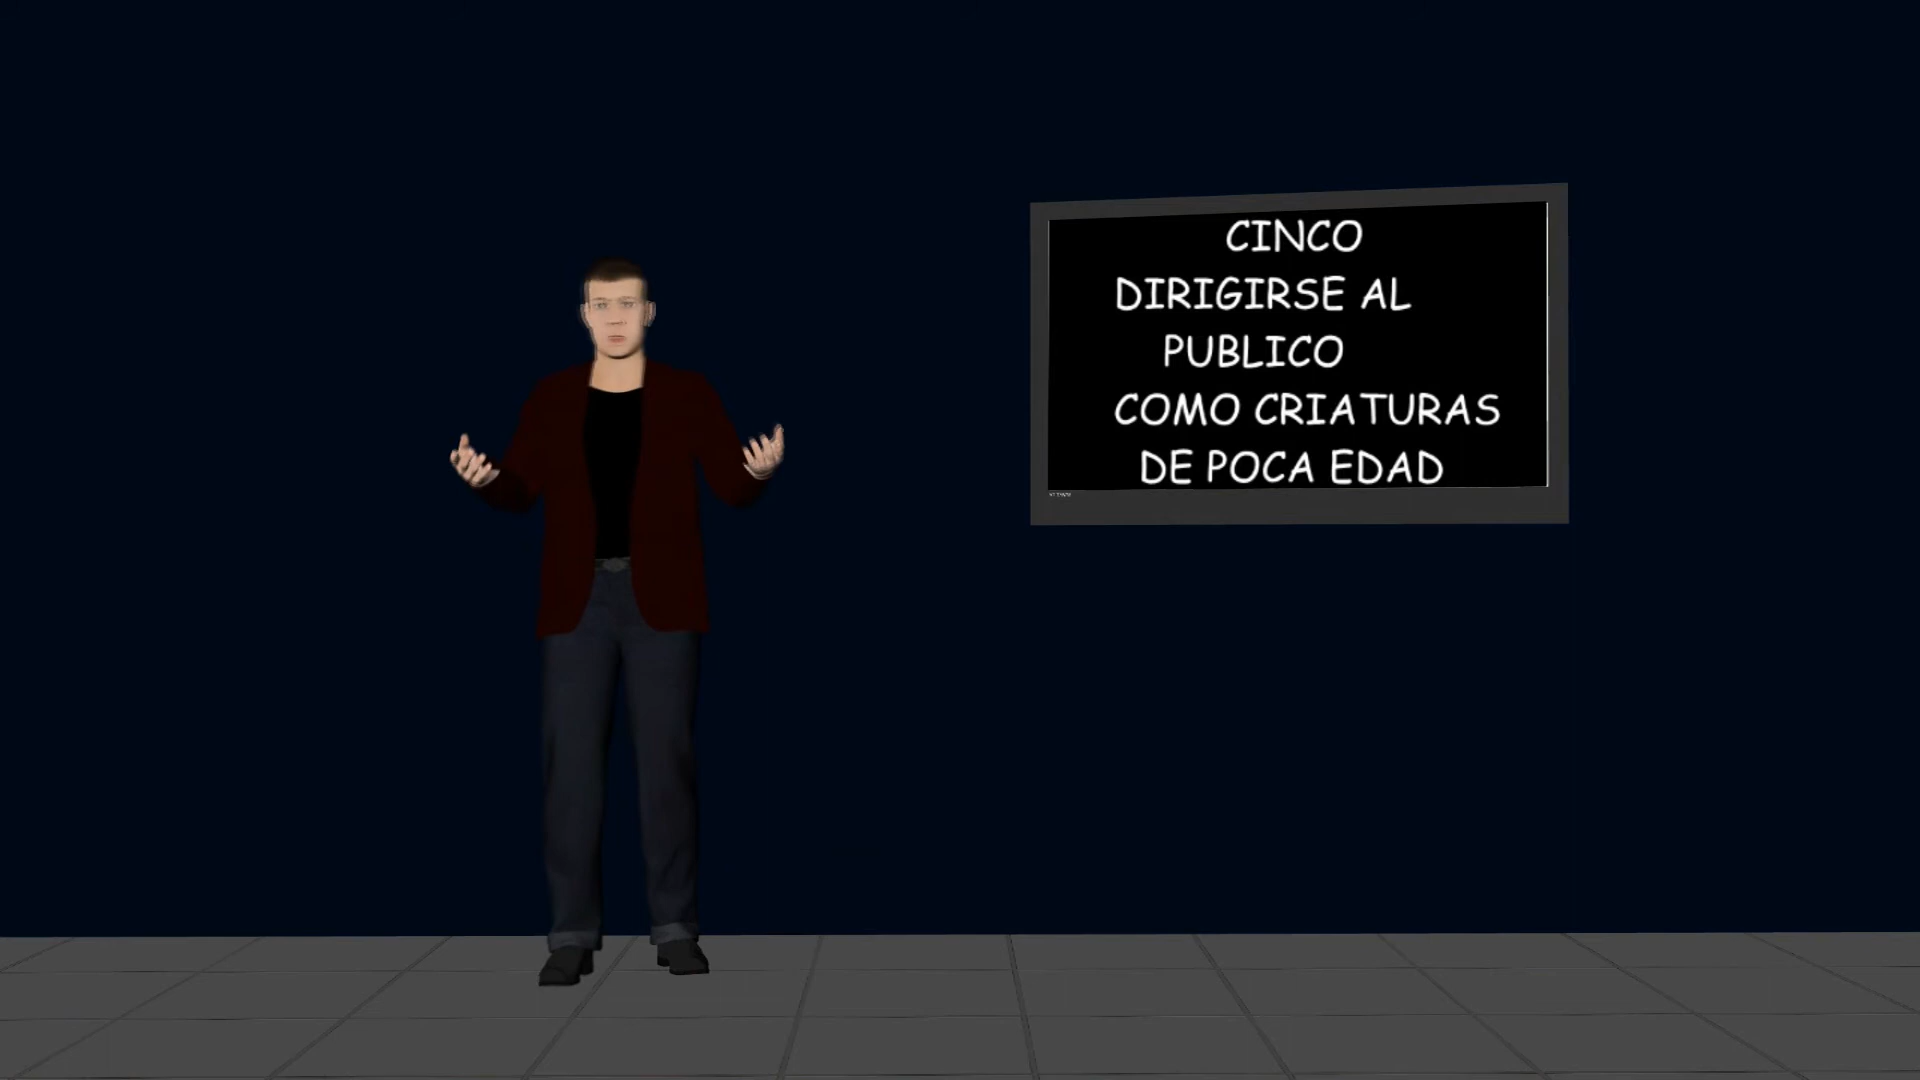 CINCO
DIRIGIRSE AL
PUBLICO
COMO CRIATURAS
DE POCA EDAD